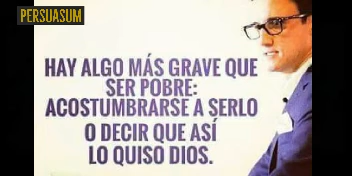 PERSUASUM
HAY ALGO MÁS GRAVE QUE
SER POBRE:
ACOSTUMBRARSE A SERLO
O DECIR QUE ASÍ
LO QUISO DIOS.